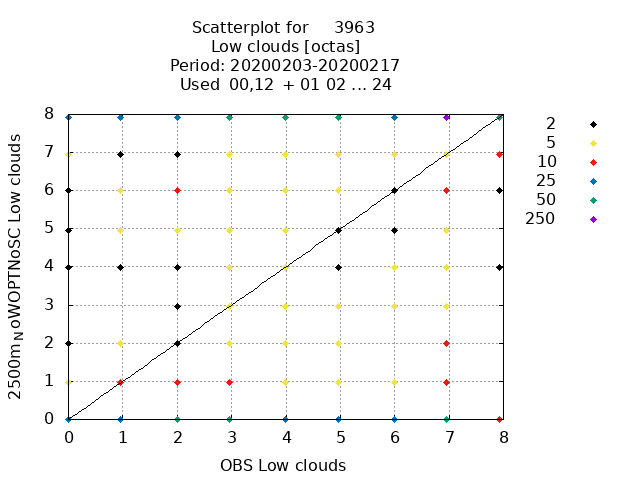 Scatterplot for 3963
Low clouds [octas]
Period: 20200203-20200217
Used 00,12 + 01 02 ... 24
8
7
6
5
4
3
2
1
0
0 1 2 3 4 5 6 7 8
2500m_NoWOPTNoSC Low clouds
OBS Low clouds
2
5
10
25
50
250